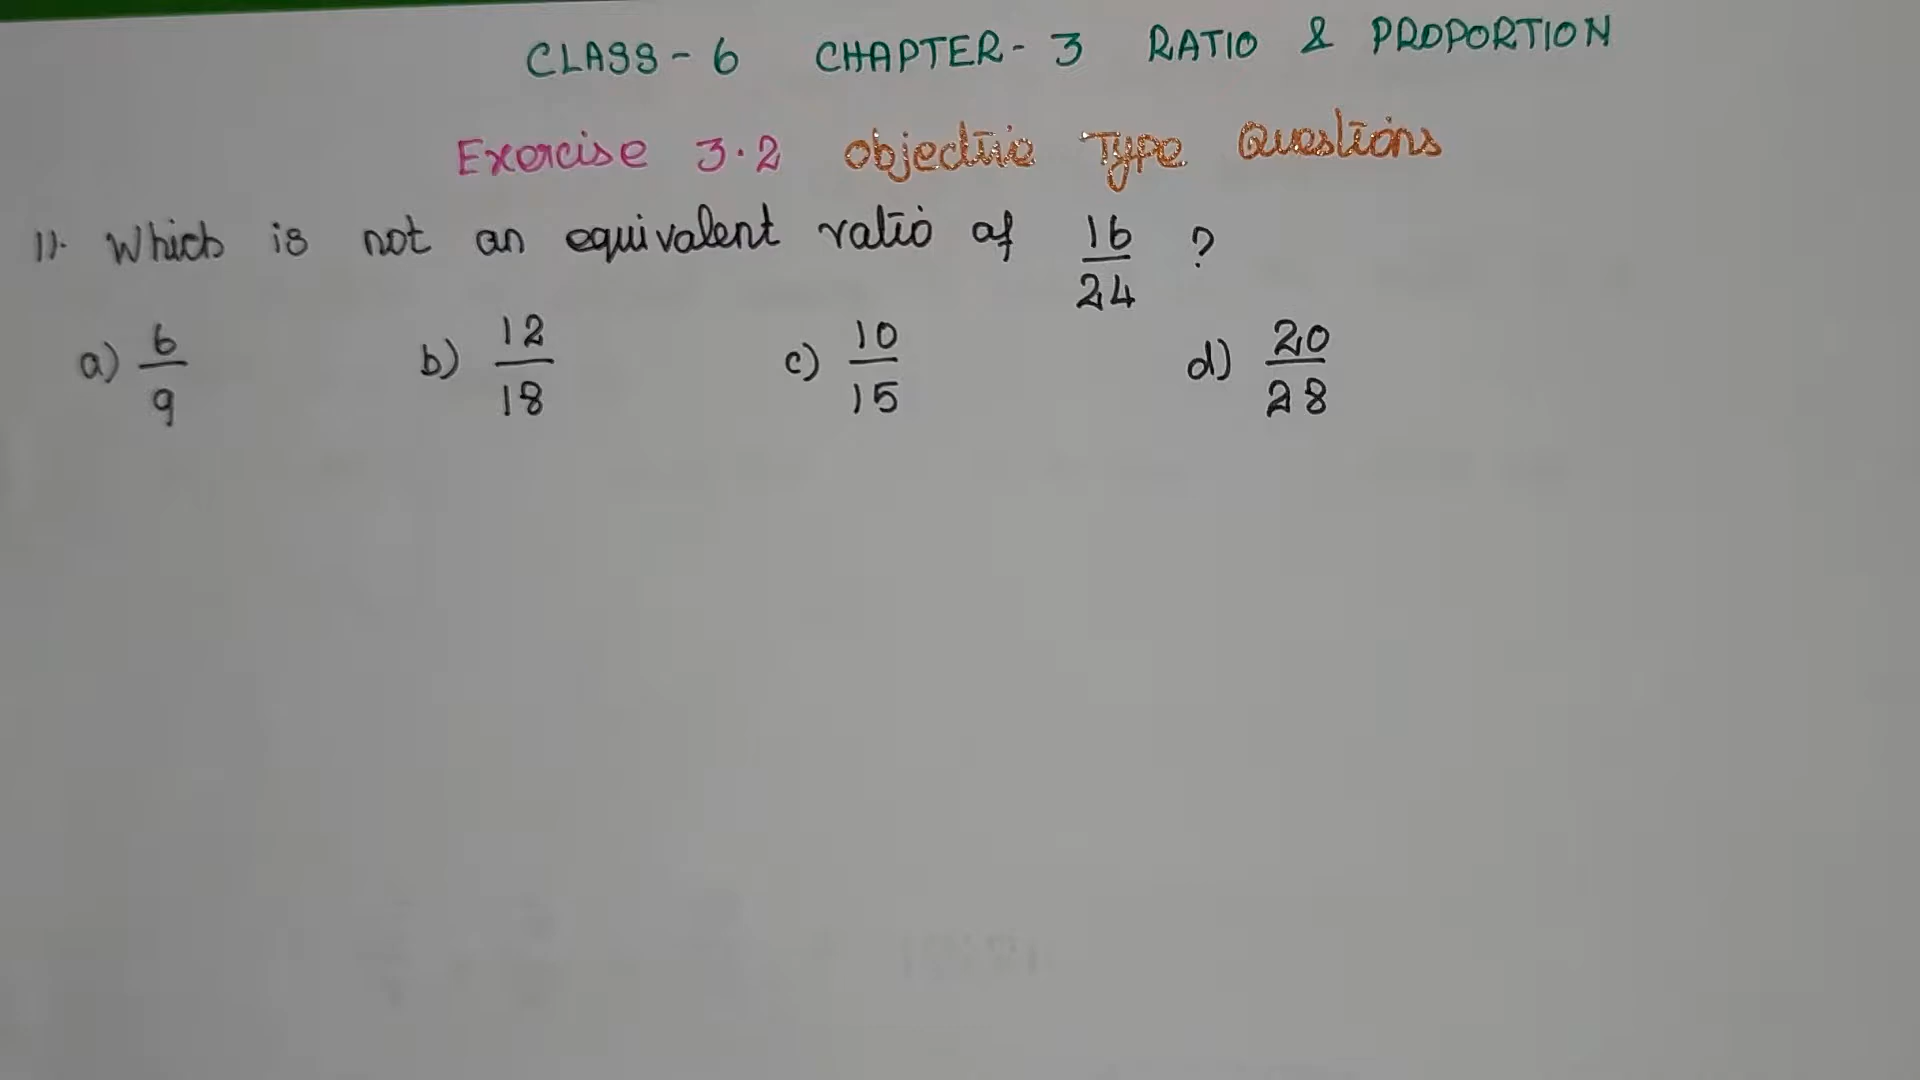 CLASS-6 CHAPTER-3 RATIO & PROPORTION
Exercise 3.2 Objective Type Questions
11. Which is not an equivalent ratio of 16/24 ?
a) 6/9 b) 12/18 c) 10/15 d) 20/28